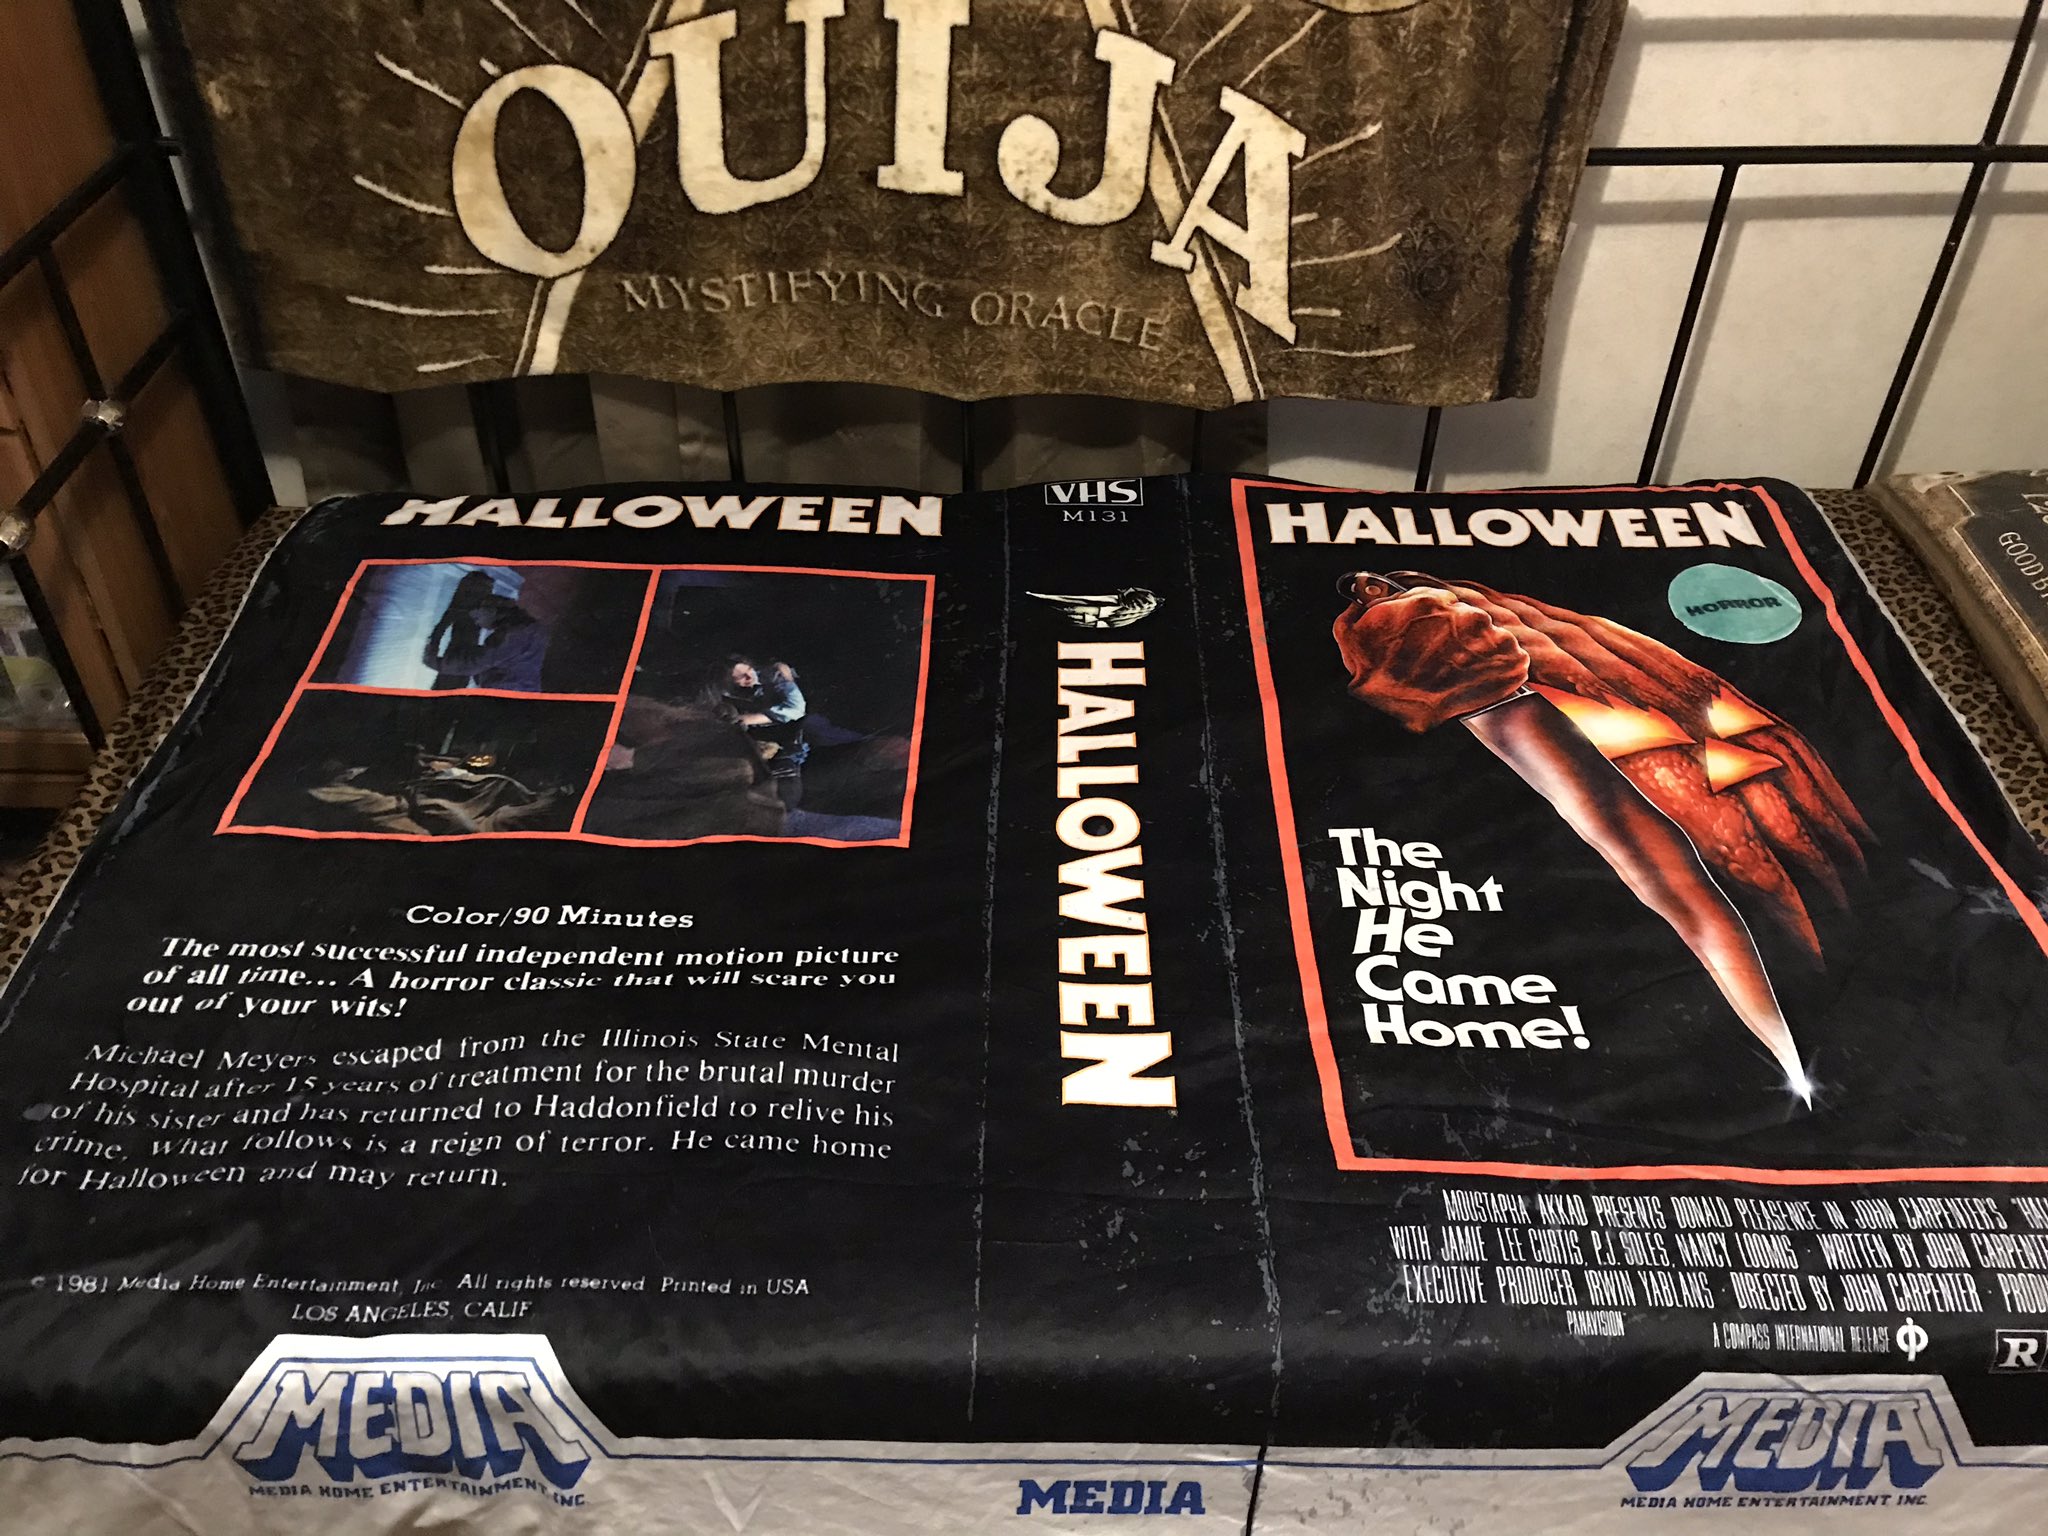 OUIJA
MYSTIFYING ORACLE
HALLOWEEN
Color/90 Minutes
The most successful independent motion picture
of all time... A horror classic that will scare you
out of your wits!
Michael Meyers escaped from the Illinois State Mental
Hospital after 15 years of treatment for the brutal murder
of his sister and has returned to Haddonfield to relive his
crime. What follows is a reign of terror. He came home
for Halloween and may return.
© 1981 Media Home Entertainment, Inc. All rights reserved Printed in USA
LOS ANGELES, CALIF.
MEDIA
MEDIA HOME ENTERTAINMENT, INC.
VHS
M131
HALLOWEEN
MEDIA
HALLOWEEN
HORROR
The
Night
He
Came
Home!
MOUSTAPHA AKKAD PRESENTS DONALD PLEASENCE IN JOHN CARPENTER'S
WITH JAMIE LEE CURTIS, P.J. SOLES, NANCY LOOMIS · WRITTEN BY JOHN
EXECUTIVE PRODUCER IRWIN YABLANS · DIRECTED BY JOHN CARPENTER ·
PANAVISION
A COMPASS INTERNATIONAL RELEASE
R
MEDIA
MEDIA HOME ENTERTAINMENT INC.
GOOD